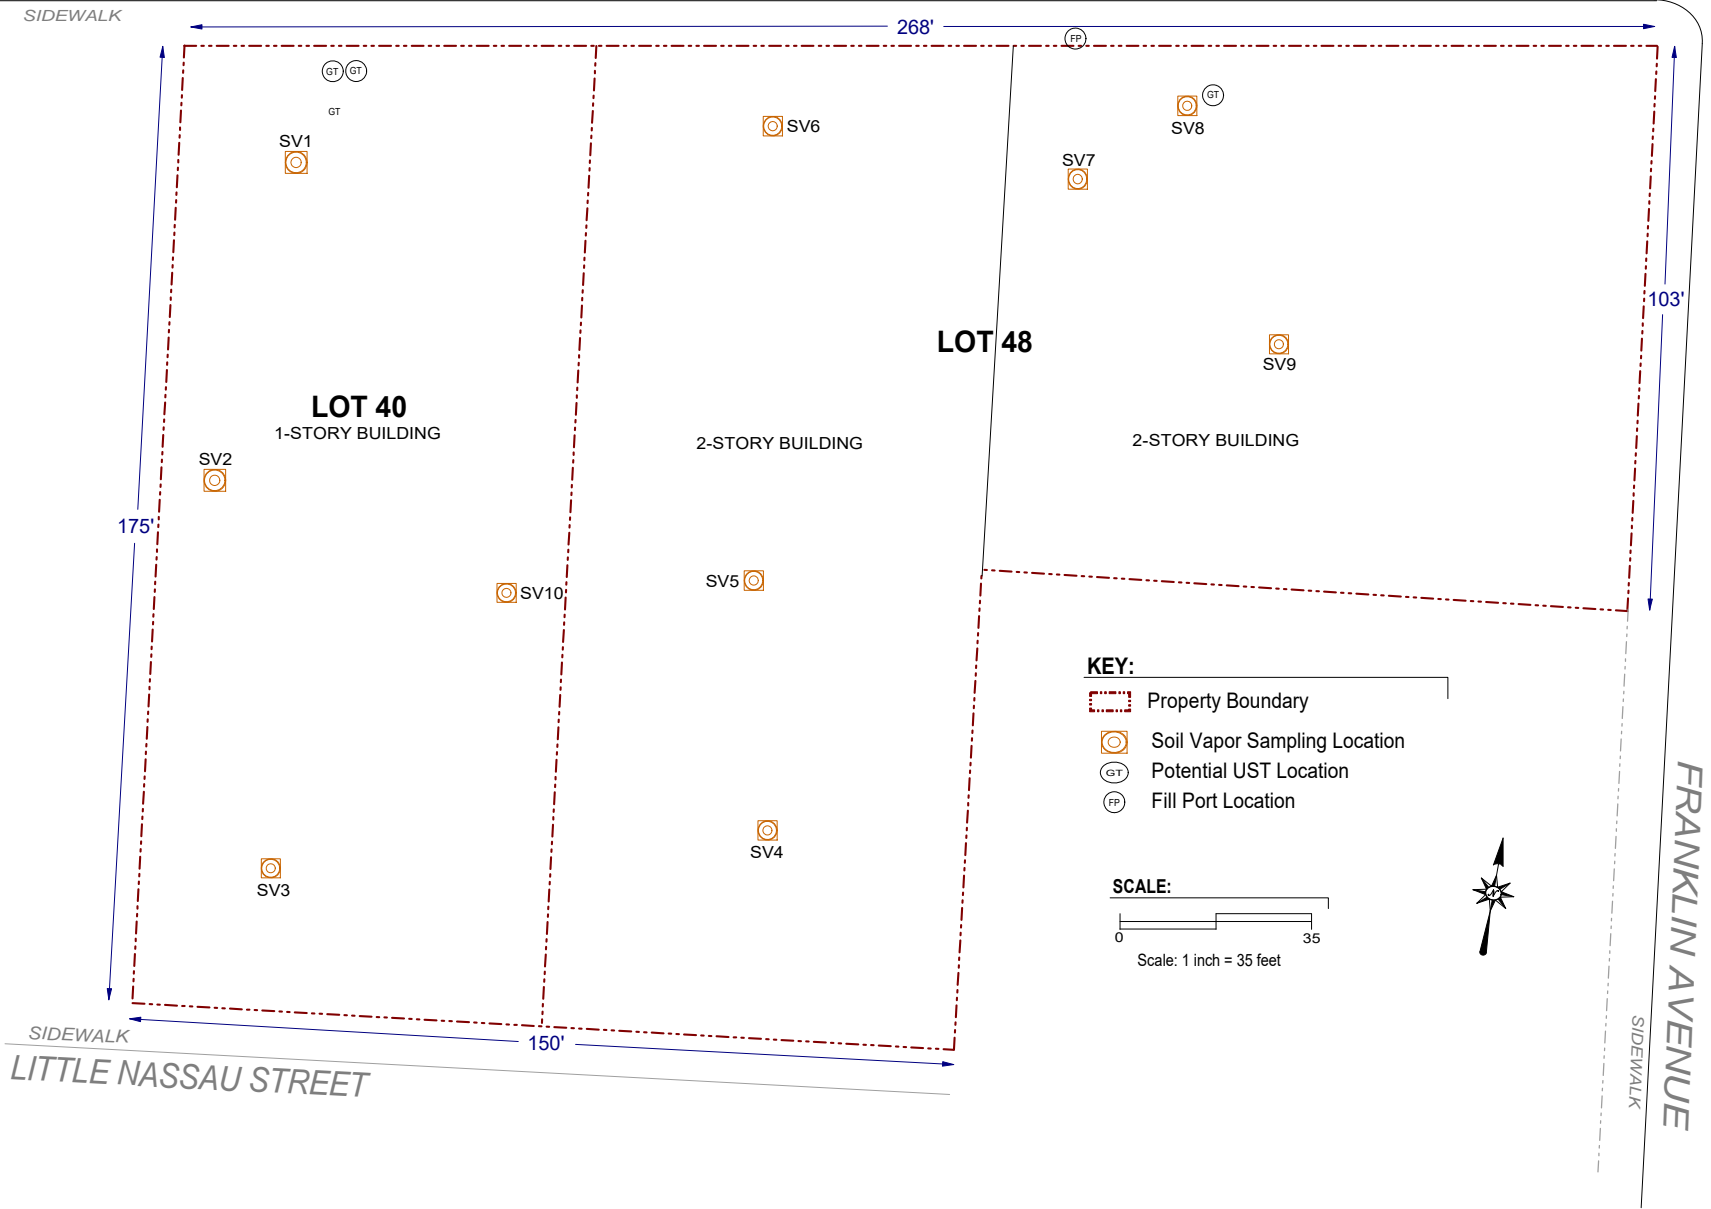 SIDEWALK
268'
FP
GT GT
GT
GT
SV1
SV6
SV8
SV7
103'
LOT 48
SV9
LOT 40
1-STORY BUILDING
2-STORY BUILDING
2-STORY BUILDING
SV2
175'
SV5
SV10
KEY:
Property Boundary
Soil Vapor Sampling Location
GT Potential UST Location
FP Fill Port Location
SV4
SV3
SCALE:
0 35
Scale: 1 inch = 35 feet
N
FRANKLIN AVENUE
SIDEWALK
SIDEWALK
150'
LITTLE NASSAU STREET